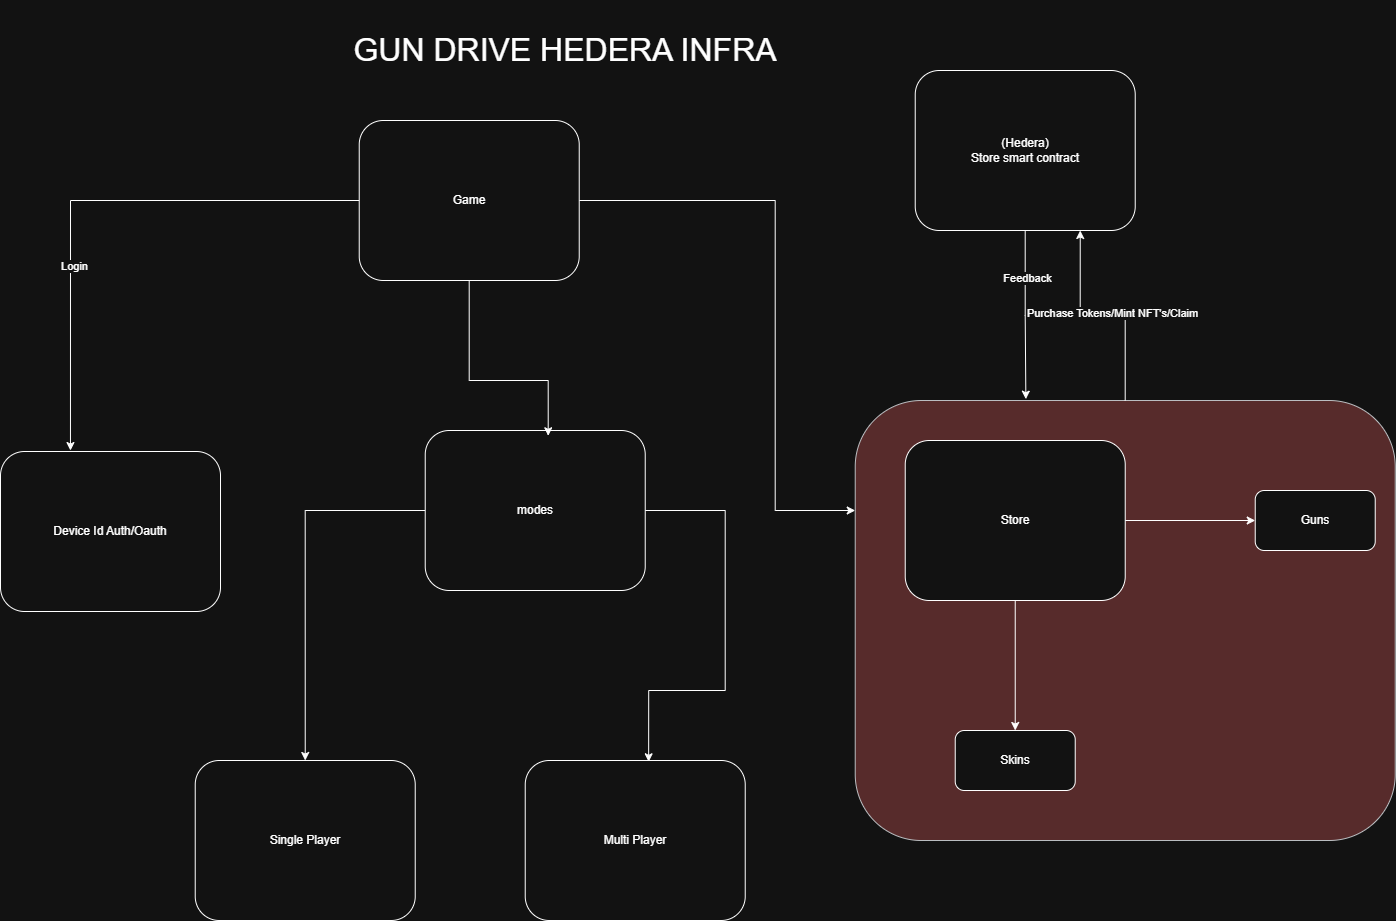 GUN DRIVE HEDERA INFRA
(Hedera)
Store smart contract
Game
Login
Feedback
Purchase Tokens/Mint NFT's/Claim
Device Id Auth/Oauth
modes
Store
Guns
Skins
Single Player
Multi Player